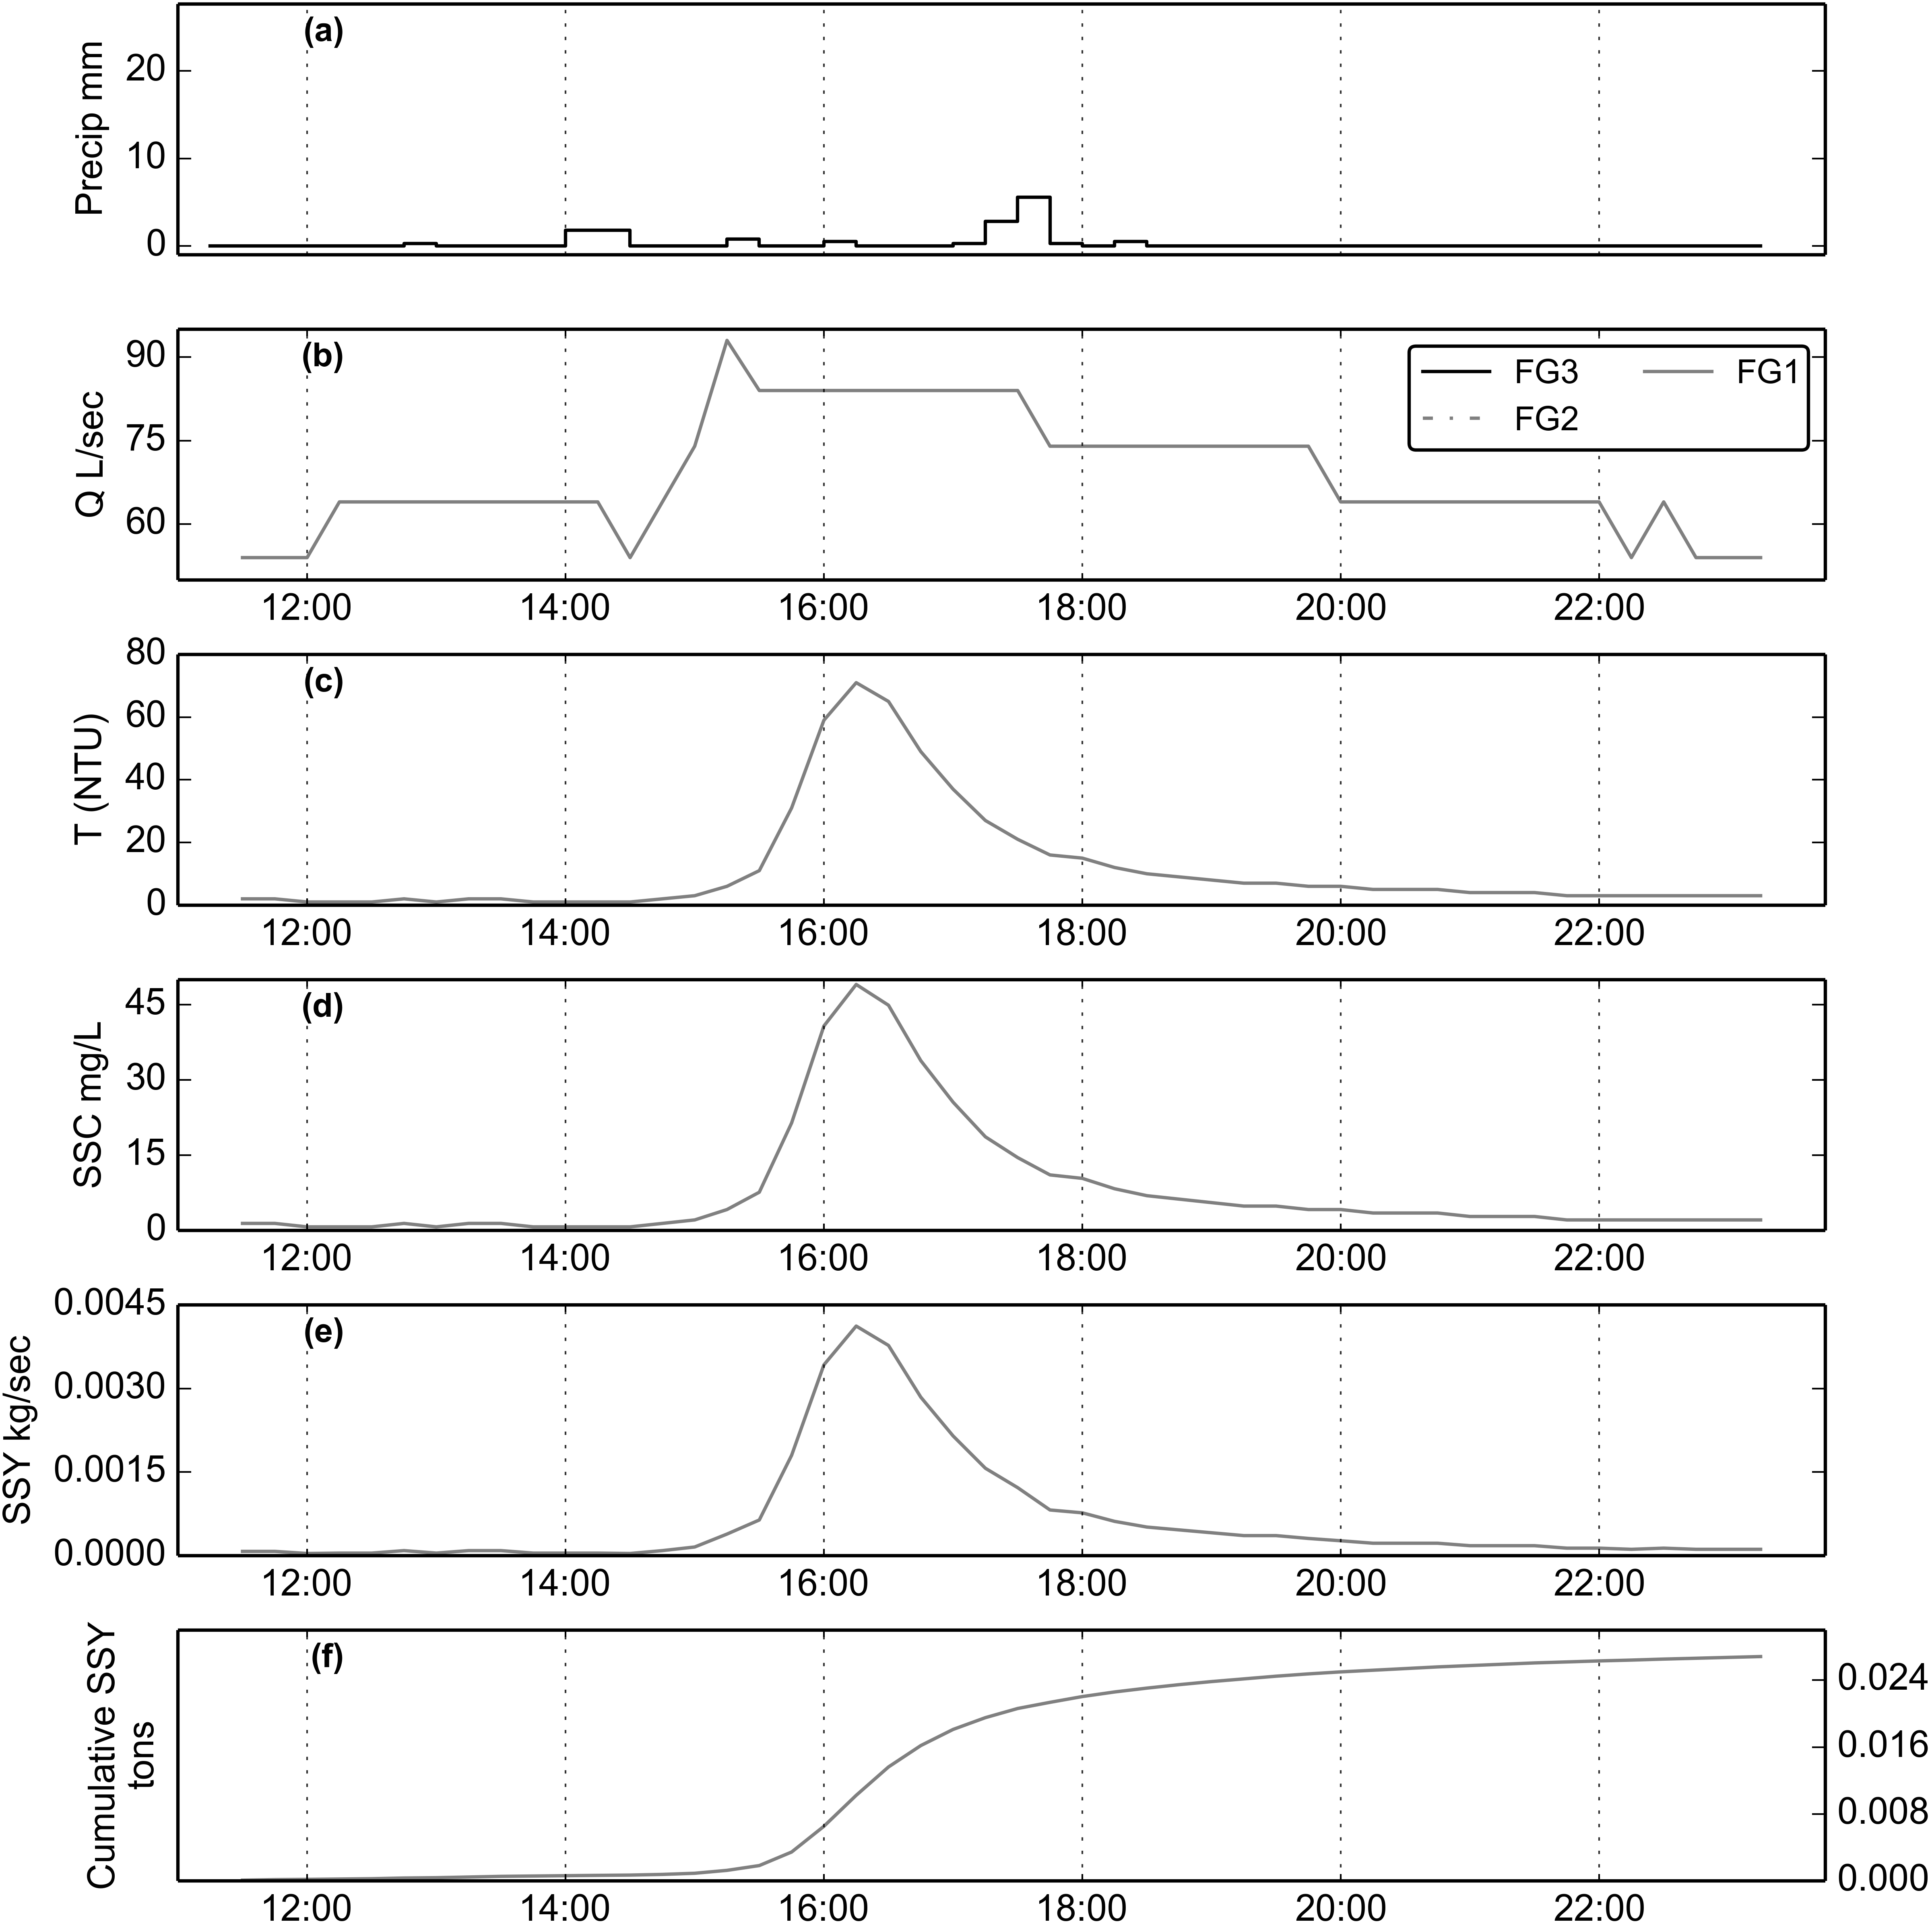 (a)
Precip mm
20
10
0
(b)
Q L/sec
90
75
60
FG3 FG1
FG2
12:00 14:00 16:00 18:00 20:00 22:00
(c)
T (NTU)
80
60
40
20
0
12:00 14:00 16:00 18:00 20:00 22:00
(d)
SSC mg/L
45
30
15
0
12:00 14:00 16:00 18:00 20:00 22:00
(e)
SSY kg/sec
0.0045
0.0030
0.0015
0.0000
12:00 14:00 16:00 18:00 20:00 22:00
(f)
Cumulative SSY
tons
0.024
0.016
0.008
0.000
12:00 14:00 16:00 18:00 20:00 22:00